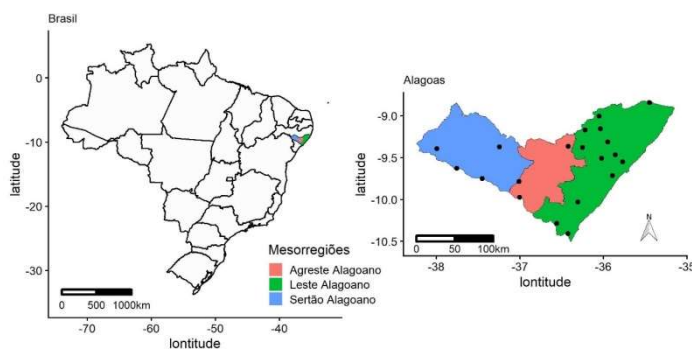 Brasil
0
-10
-20
-30
latitude
-70 -60 -50 -40
lontitude
0 500 1000km
Mesorregiões
Agreste Alagoano
Leste Alagoano
Sertão Alagoano
Alagoas
-9.0
-9.5
-10.0
-10.5
latitude
N
0 50 100km
-38 -37 -36 -35
lontitude